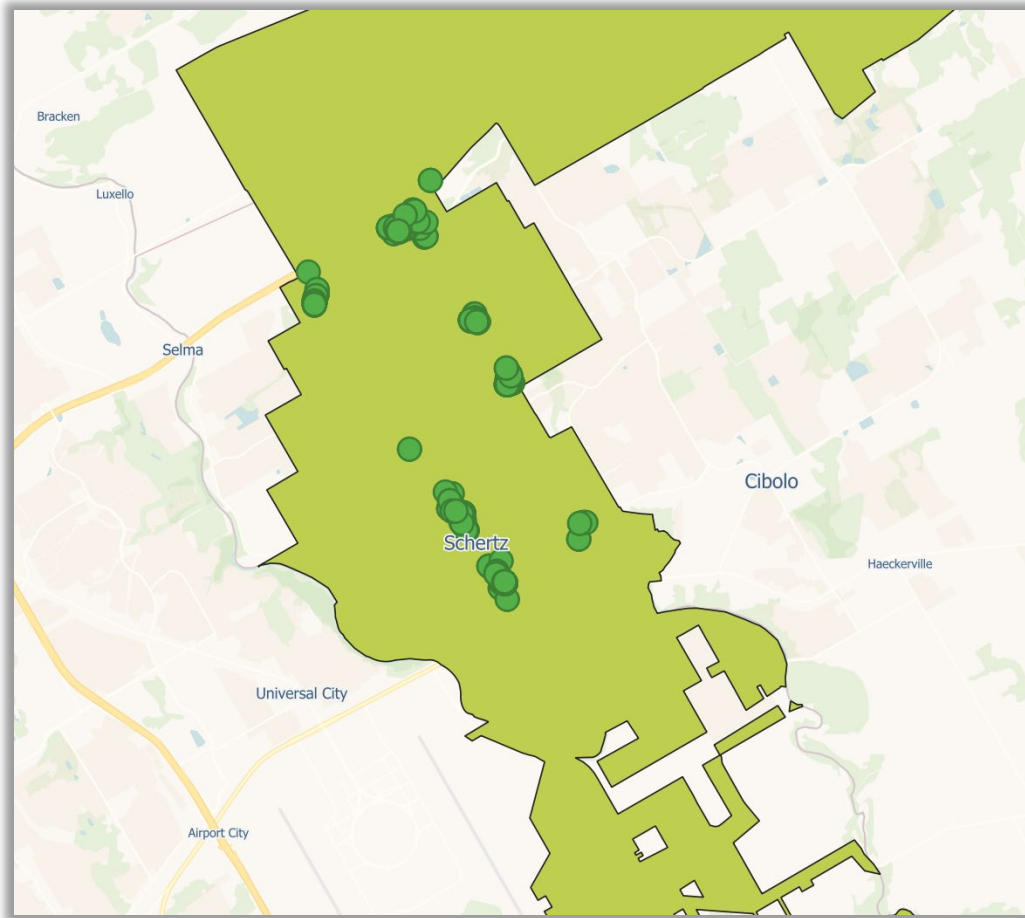 Bracken
Luxello
Selma
Cibolo
Schertz
Haeckerville
Universal City
Airport City